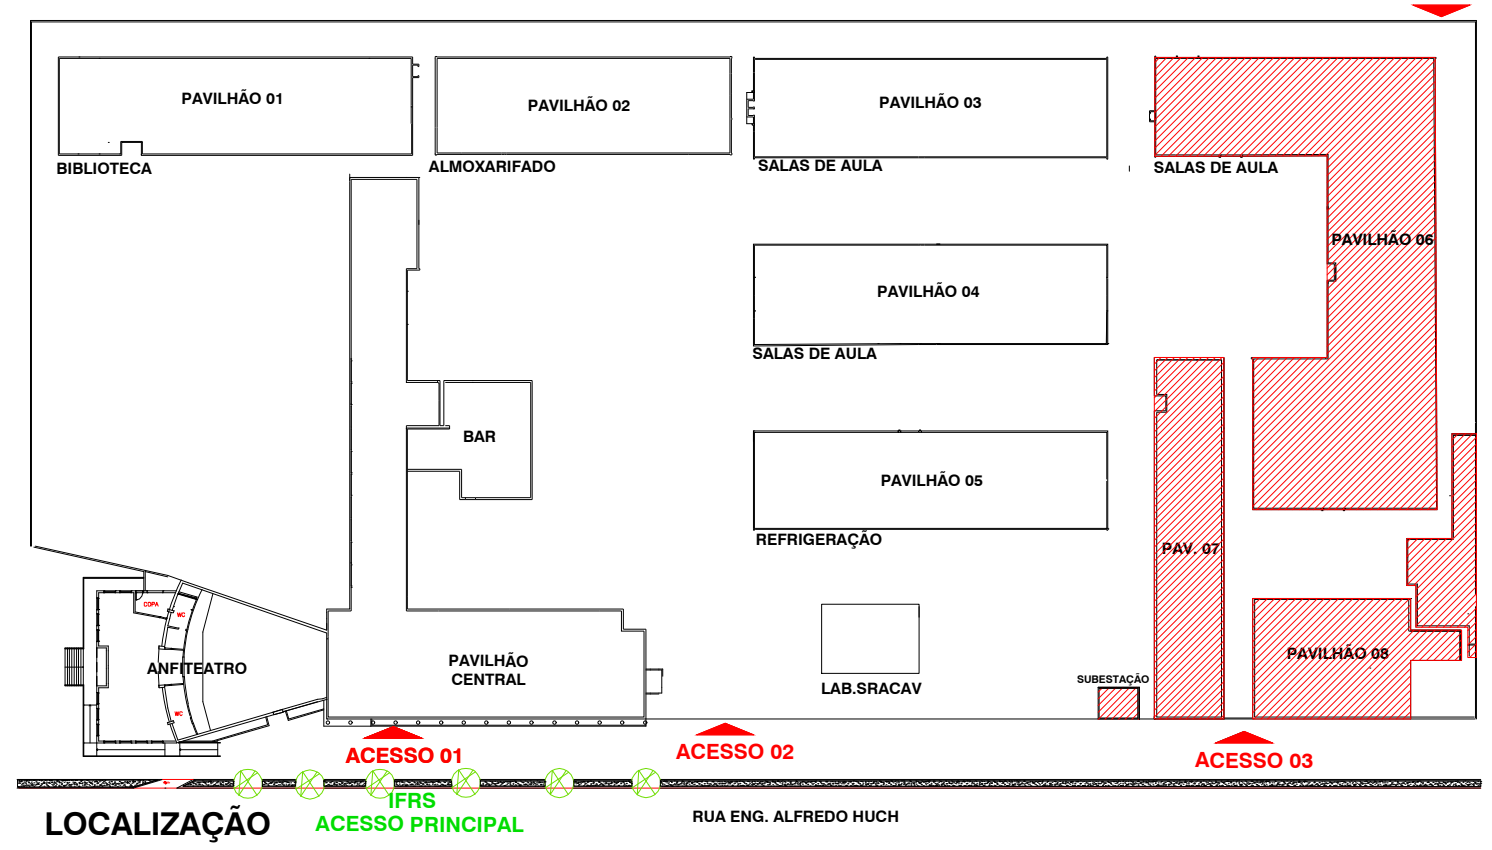 PAVILHÃO 01
PAVILHÃO 02
PAVILHÃO 03
BIBLIOTECA
ALMOXARIFADO
SALAS DE AULA
SALAS DE AULA
PAVILHÃO 06
PAVILHÃO 04
SALAS DE AULA
BAR
PAVILHÃO 05
REFRIGERAÇÃO
PAV. 07
COPA
WC
ANFITEATRO
WC
PAVILHÃO
CENTRAL
LAB.SRACAV
SUBESTAÇÃO
PAVILHÃO 08
ACESSO 01
ACESSO 02
ACESSO 03
IFRS
ACESSO PRINCIPAL
LOCALIZAÇÃO
RUA ENG. ALFREDO HUCH